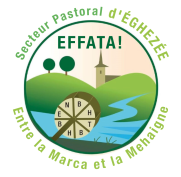 Secteur Pastoral d'ÉGHEZÉE
EFFATA!
N B H
Entre la Marca et la Mehaigne